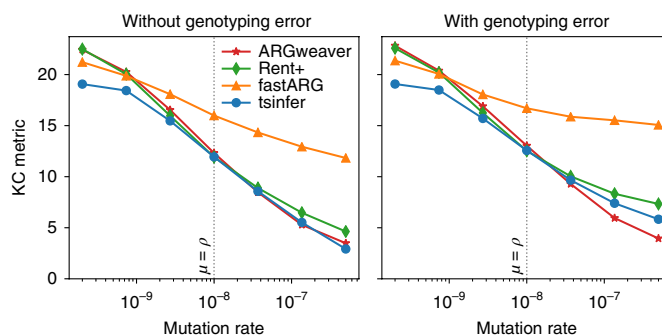 Without genotyping error
With genotyping error
ARGweaver
Rent+
fastARG
tsinfer
KC metric
20
15
10
5
0
μ = ρ
μ = ρ
10⁻⁹
10⁻⁸
10⁻⁷
10⁻⁹
10⁻⁸
10⁻⁷
Mutation rate
Mutation rate